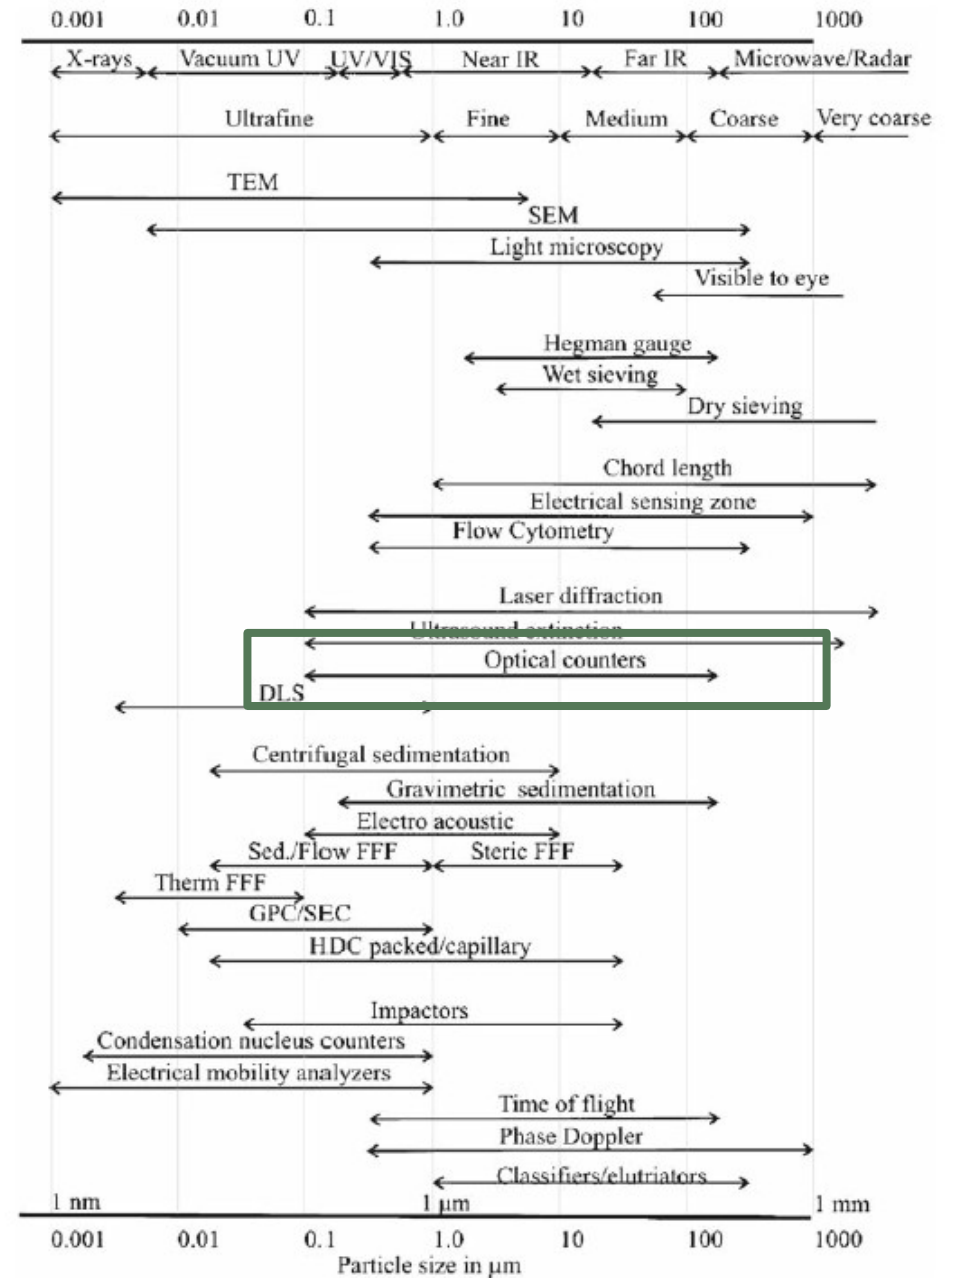 0.001 0.01 0.1 1.0 10 100 1000
X-rays Vacuum UV UV/VIS Near IR Far IR Microwave/Radar
Ultrafine Fine Medium Coarse Very coarse
TEM
SEM
Light microscopy
Visible to eye
Hegman gauge
Wet sieving
Dry sieving
Chord length
Electrical sensing zone
Flow Cytometry
Laser diffraction
Ultrasound extinction
Optical counters
DLS
Centrifugal sedimentation
Gravimetric sedimentation
Electro acoustic
Sed./Flow FFF Steric FFF
Therm FFF
GPC/SEC
HDC packed/capillary
Impactors
Condensation nucleus counters
Electrical mobility analyzers
Time of flight
Phase Doppler
Classifiers/elutriators
1 nm 1 μm 1 mm
0.001 0.01 0.1 1.0 10 100 1000
Particle size in μm